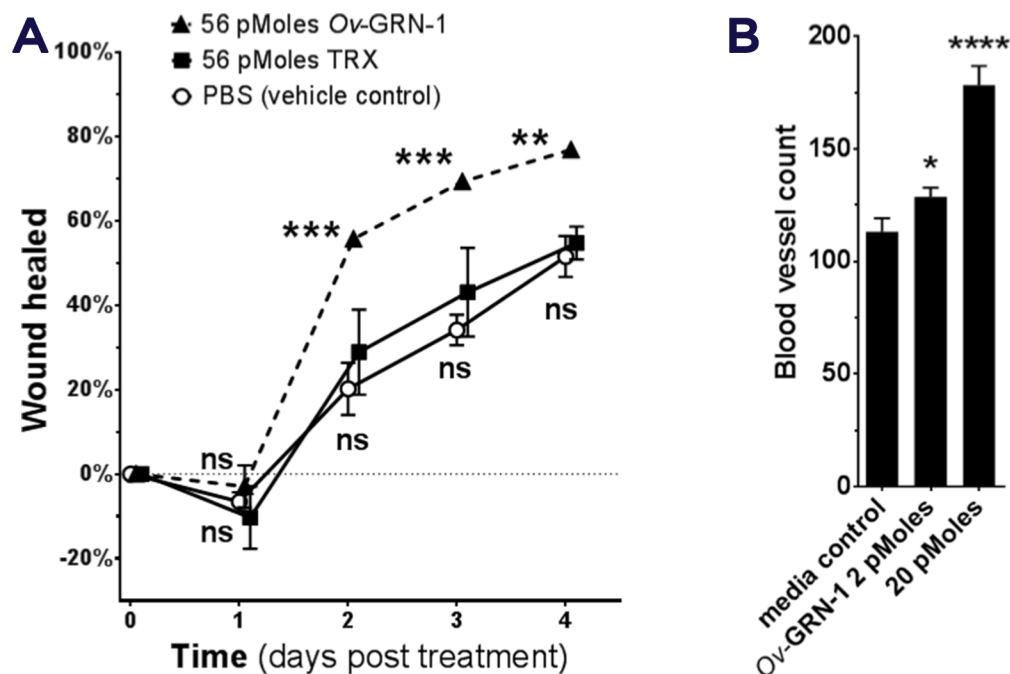 A
56 pMoles Ov-GRN-1
56 pMoles TRX
PBS (vehicle control)
100%
80%
60%
40%
20%
0%
-20%
Wound healed
***
***
**
ns
ns
ns
ns
ns
0 1 2 3 4
Time (days post treatment)
B
200
150
100
50
0
Blood vessel count
*
****
media control
Ov-GRN-1 2 pMoles
20 pMoles